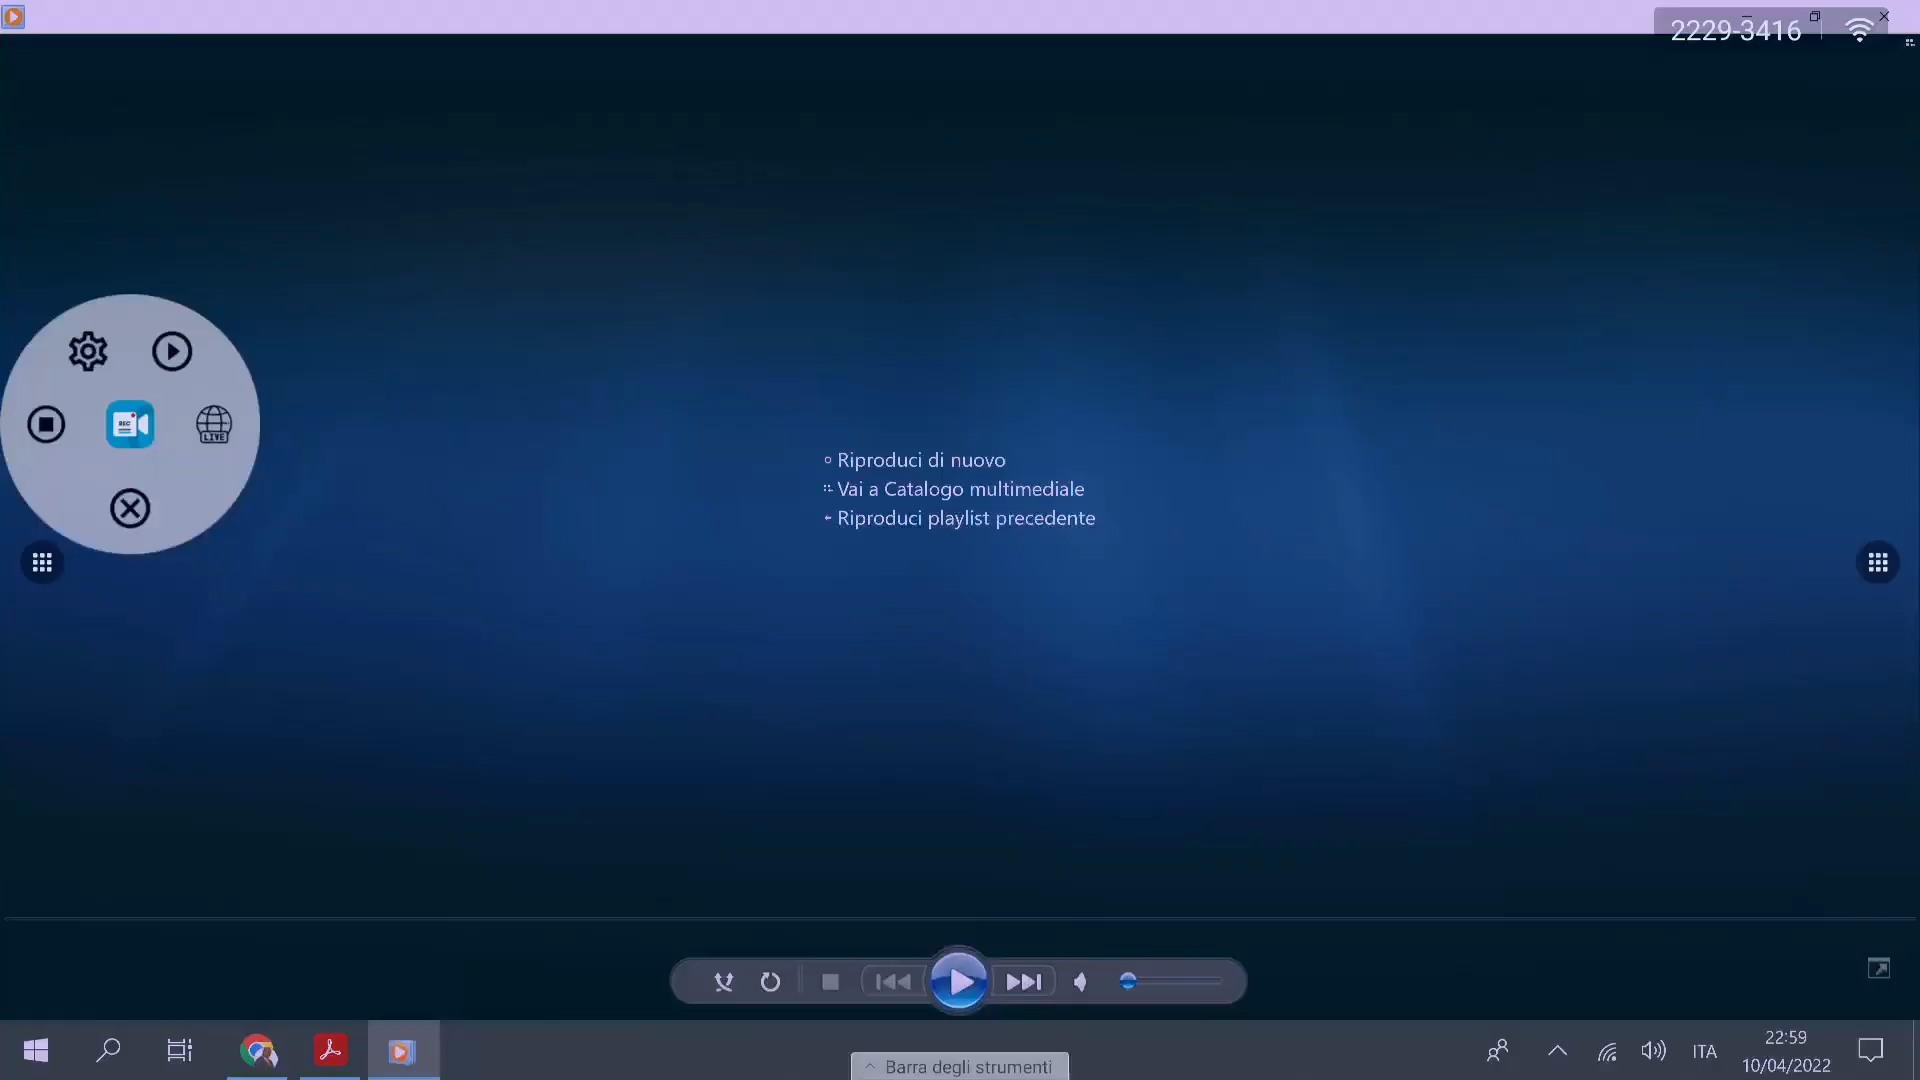 2229-3416
REC
LIVE
Riproduci di nuovo
Vai a Catalogo multimediale
Riproduci playlist precedente
Barra degli strumenti
ITA
22:59
10/04/2022